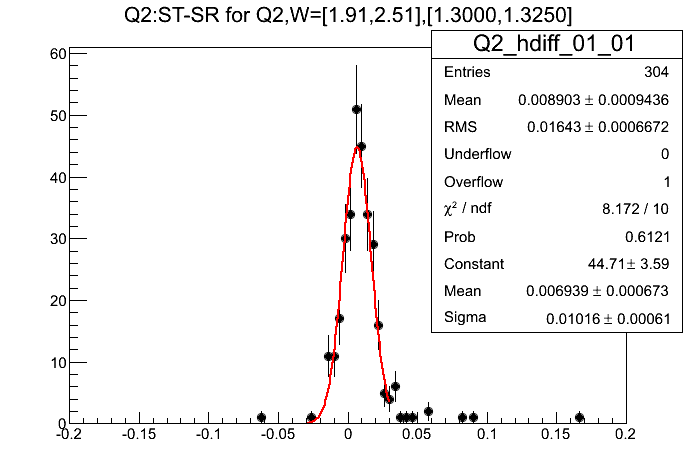 Q2:ST-SR for Q2,W=[1.91,2.51],[1.3000,1.3250]
Q2_hdiff_01_01
Entries 304
Mean 0.008903 ± 0.0009436
RMS 0.01643 ± 0.0006672
Underflow 0
Overflow 1
χ² / ndf 8.172 / 10
Prob 0.6121
Constant 44.71± 3.59
Mean 0.006939 ± 0.000673
Sigma 0.01016 ± 0.00061
60
50
40
30
20
10
0
-0.2 -0.15 -0.1 -0.05 0 0.05 0.1 0.15 0.2